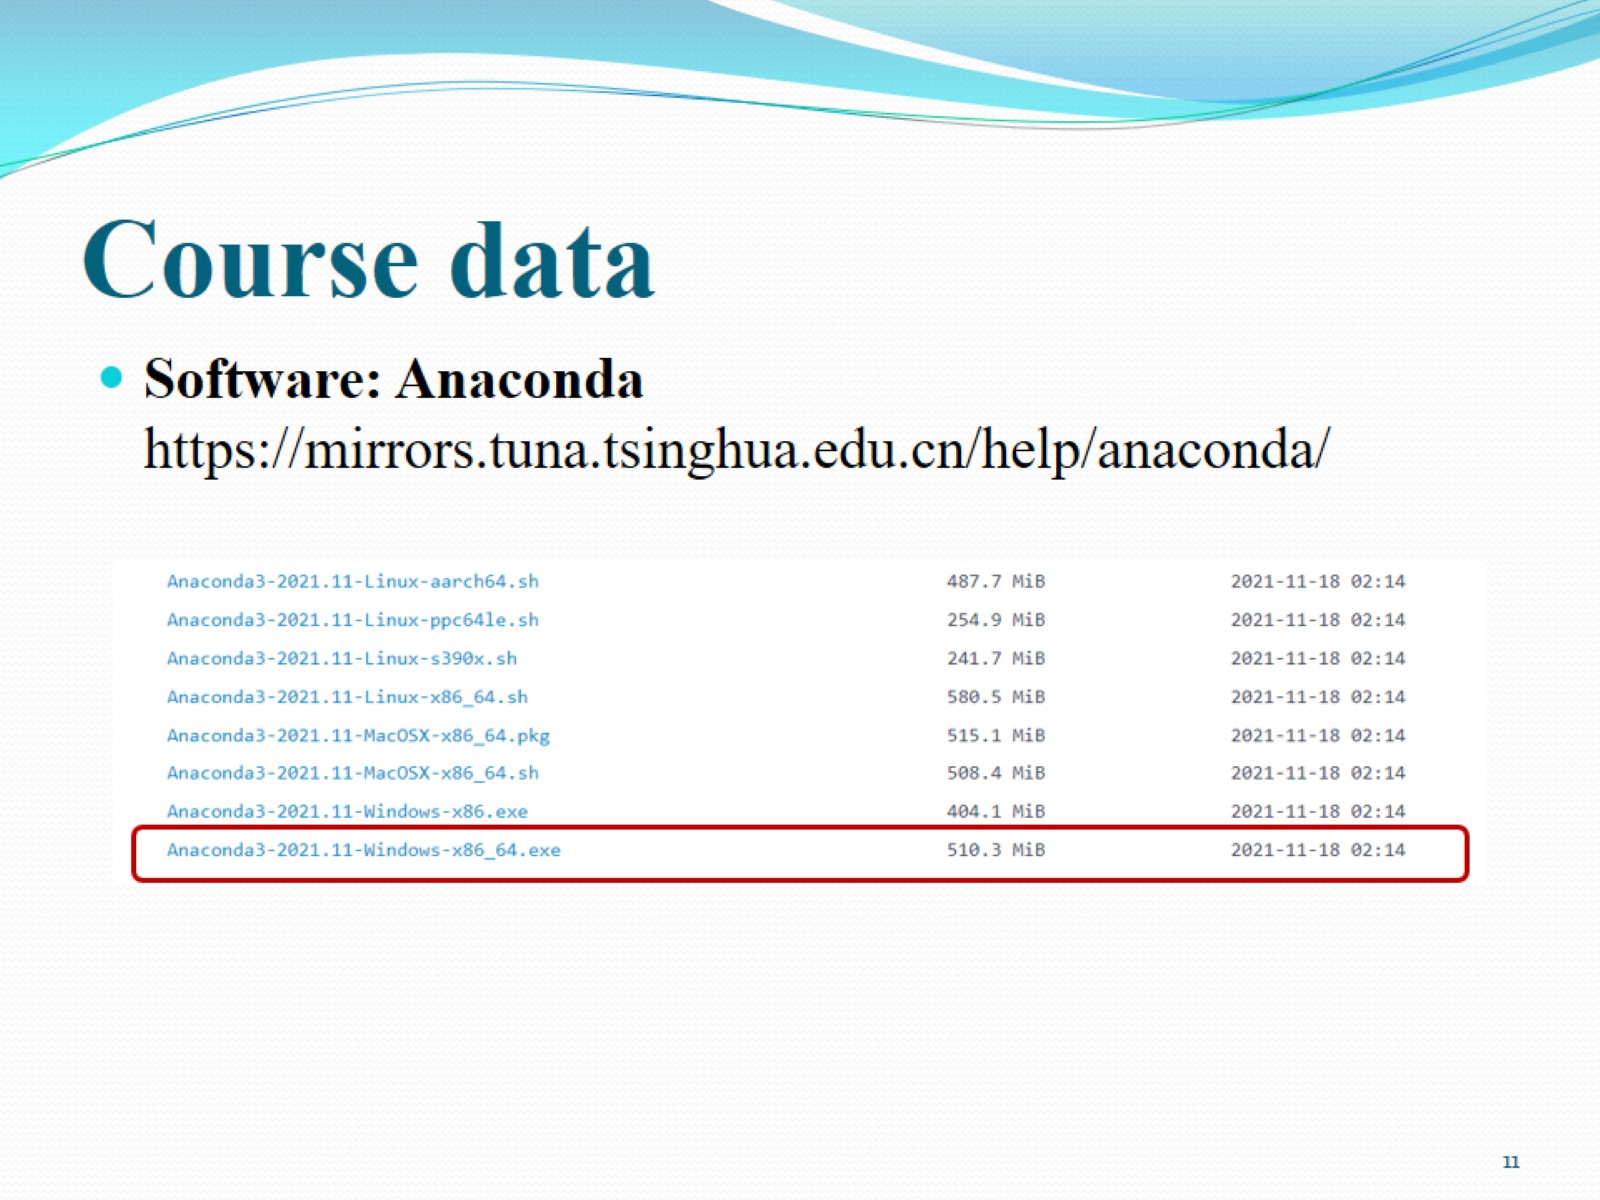 Course data
Software: Anaconda
https://mirrors.tuna.tsinghua.edu.cn/help/anaconda/
Anaconda3-2021.11-Linux-aarch64.sh 487.7 MiB 2021-11-18 02:14
Anaconda3-2021.11-Linux-ppc64le.sh 254.9 MiB 2021-11-18 02:14
Anaconda3-2021.11-Linux-s390x.sh 241.7 MiB 2021-11-18 02:14
Anaconda3-2021.11-Linux-x86_64.sh 580.5 MiB 2021-11-18 02:14
Anaconda3-2021.11-MacOSX-x86_64.pkg 515.1 MiB 2021-11-18 02:14
Anaconda3-2021.11-MacOSX-x86_64.sh 508.4 MiB 2021-11-18 02:14
Anaconda3-2021.11-Windows-x86.exe 404.1 MiB 2021-11-18 02:14
Anaconda3-2021.11-Windows-x86_64.exe 510.3 MiB 2021-11-18 02:14
11